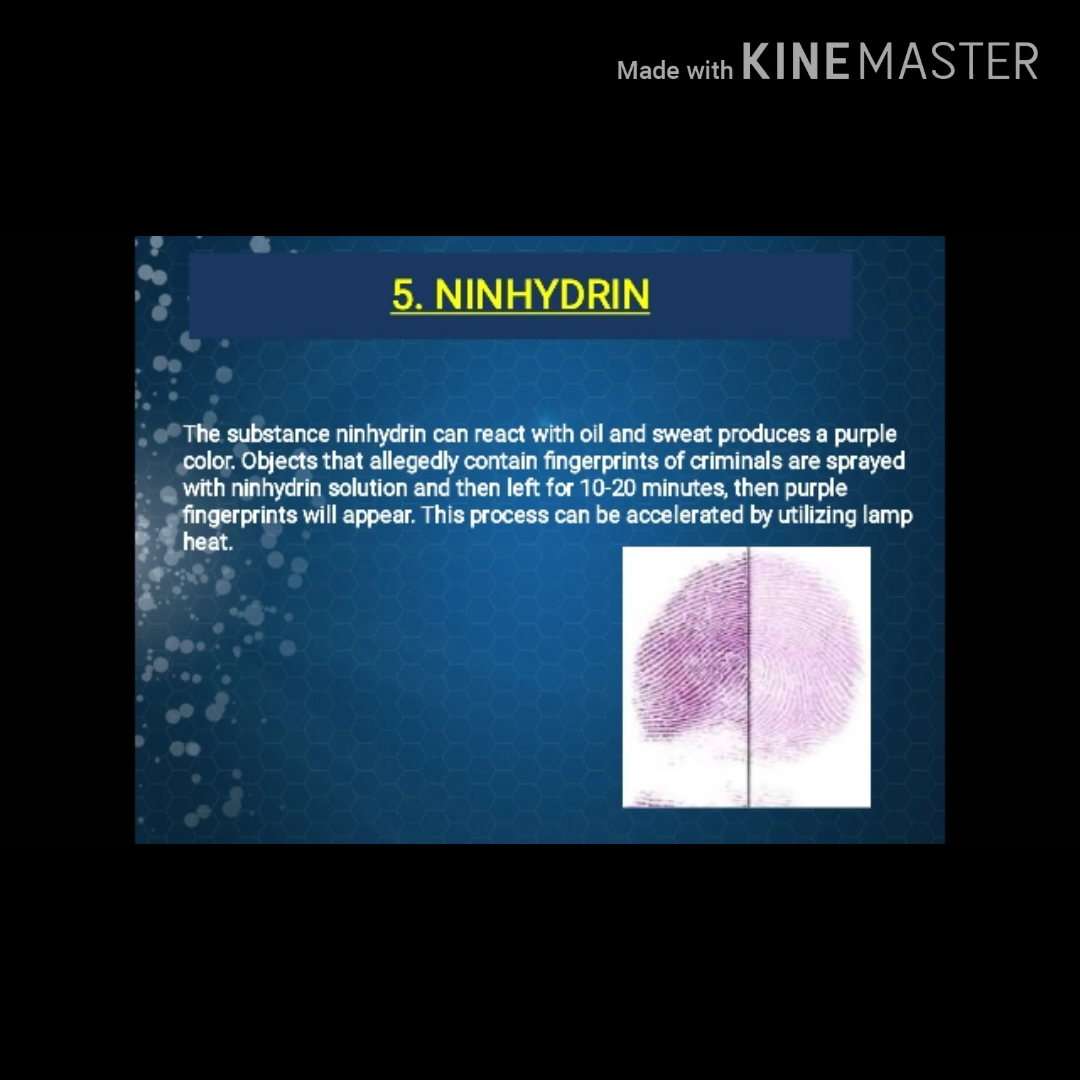 Made with KINEMASTER
5. NINHYDRIN
The substance ninhydrin can react with oil and sweat produces a purple
color. Objects that allegedly contain fingerprints of criminals are sprayed
with ninhydrin solution and then left for 10-20 minutes, then purple
fingerprints will appear. This process can be accelerated by utilizing lamp
heat.